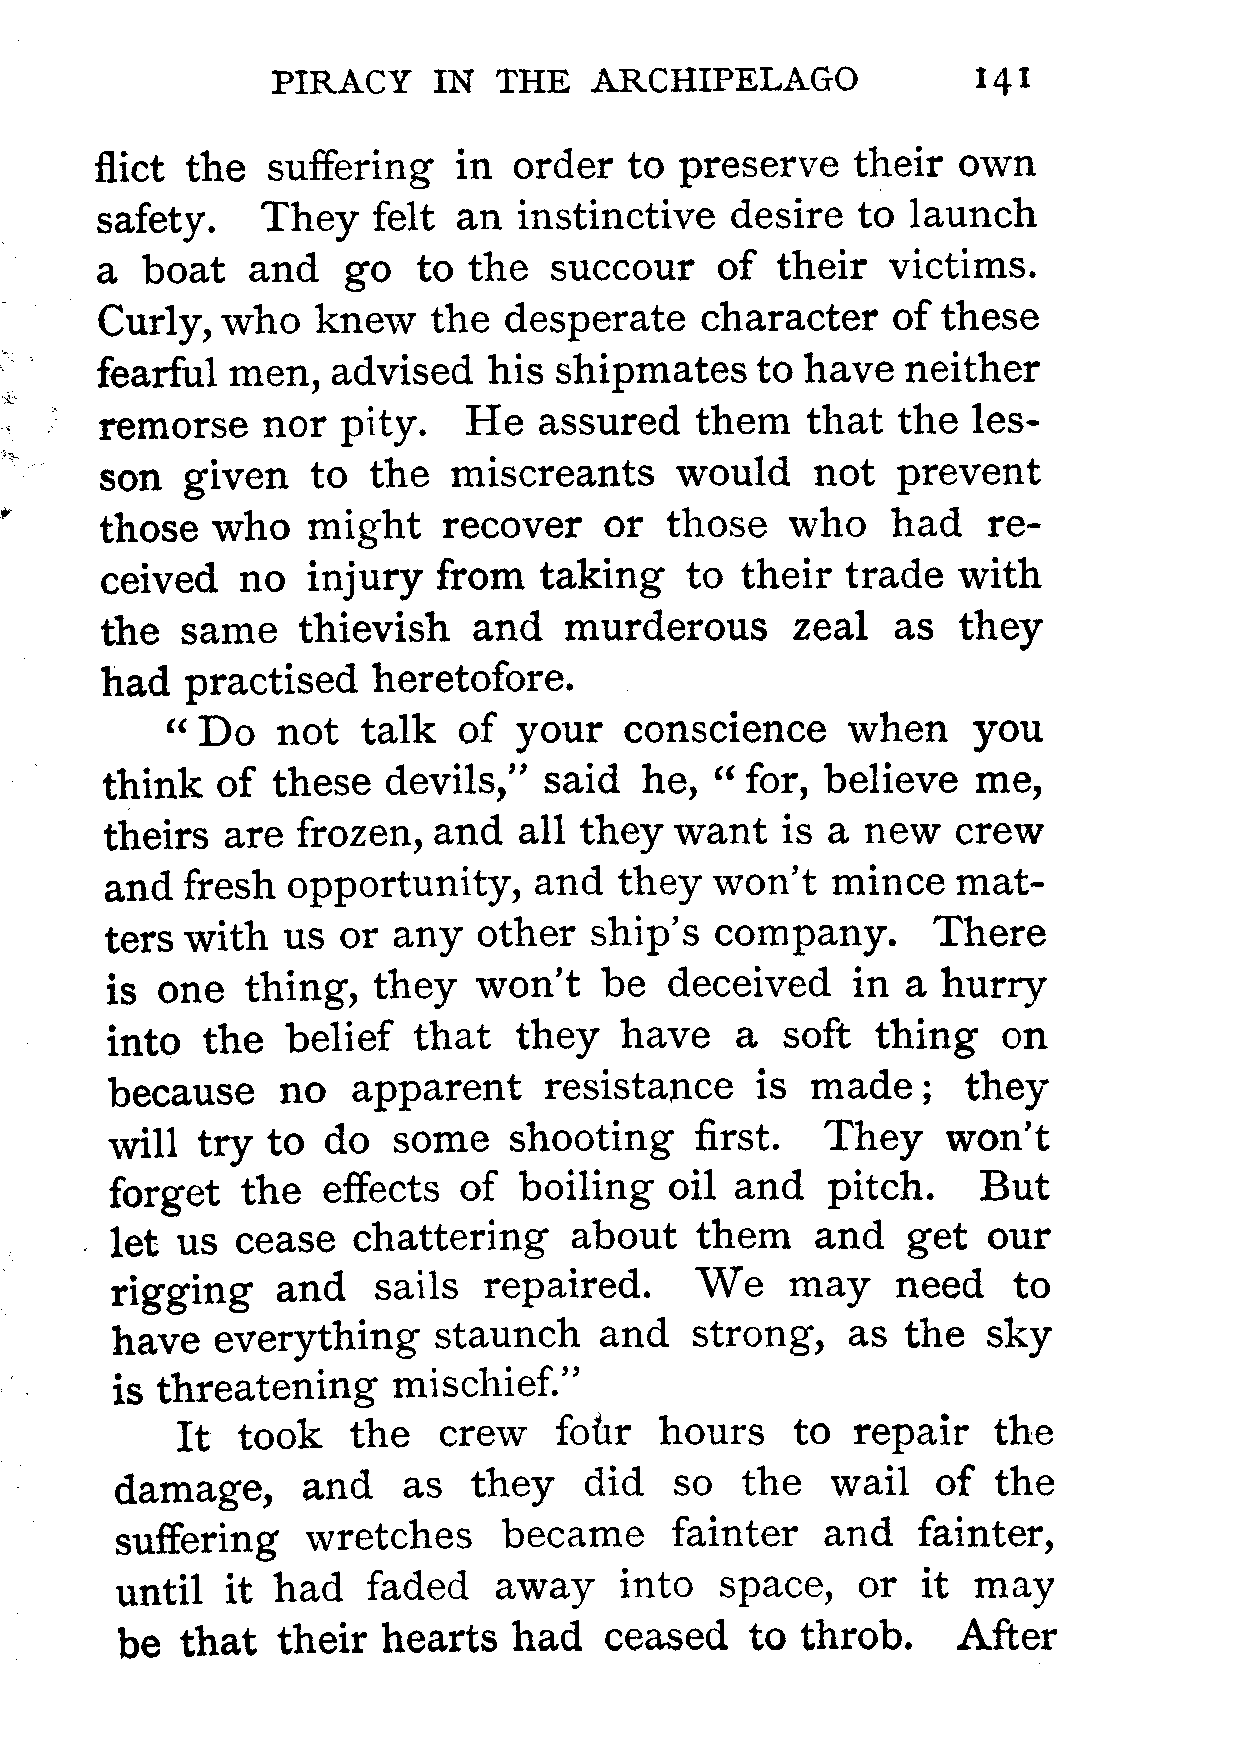 PIRACY IN THE ARCHIPELAGO 141
flict the suffering in order to preserve their own
safety. They felt an instinctive desire to launch
a boat and go to the succour of their victims.
Curly, who knew the desperate character of these
fearful men, advised his shipmates to have neither
remorse nor pity. He assured them that the les-
son given to the miscreants would not prevent
those who might recover or those who had re-
ceived no injury from taking to their trade with
the same thievish and murderous zeal as they
had practised heretofore.
“ Do not talk of your conscience when you
think of these devils,” said he, “ for, believe me,
theirs are frozen, and all they want is a new crew
and fresh opportunity, and they won’t mince mat-
ters with us or any other ship’s company. There
is one thing, they won’t be deceived in a hurry
into the belief that they have a soft thing on
because no apparent resistance is made ; they
will try to do some shooting first. They won’t
forget the effects of boiling oil and pitch. But
let us cease chattering about them and get our
rigging and sails repaired. We may need to
have everything staunch and strong, as the sky
is threatening mischief.”
It took the crew four hours to repair the
damage, and as they did so the wail of the
suffering wretches became fainter and fainter,
until it had faded away into space, or it may
be that their hearts had ceased to throb. After